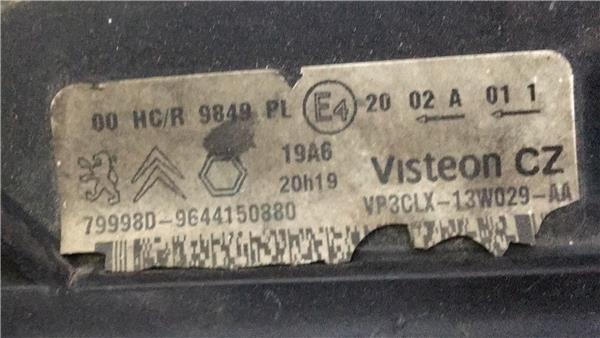 00 HC/R 9849 PL E4 20 02 A 01 1
19A6
20h19
Visteon CZ
79998D-9644150880
VP3CLX-13W029-AA